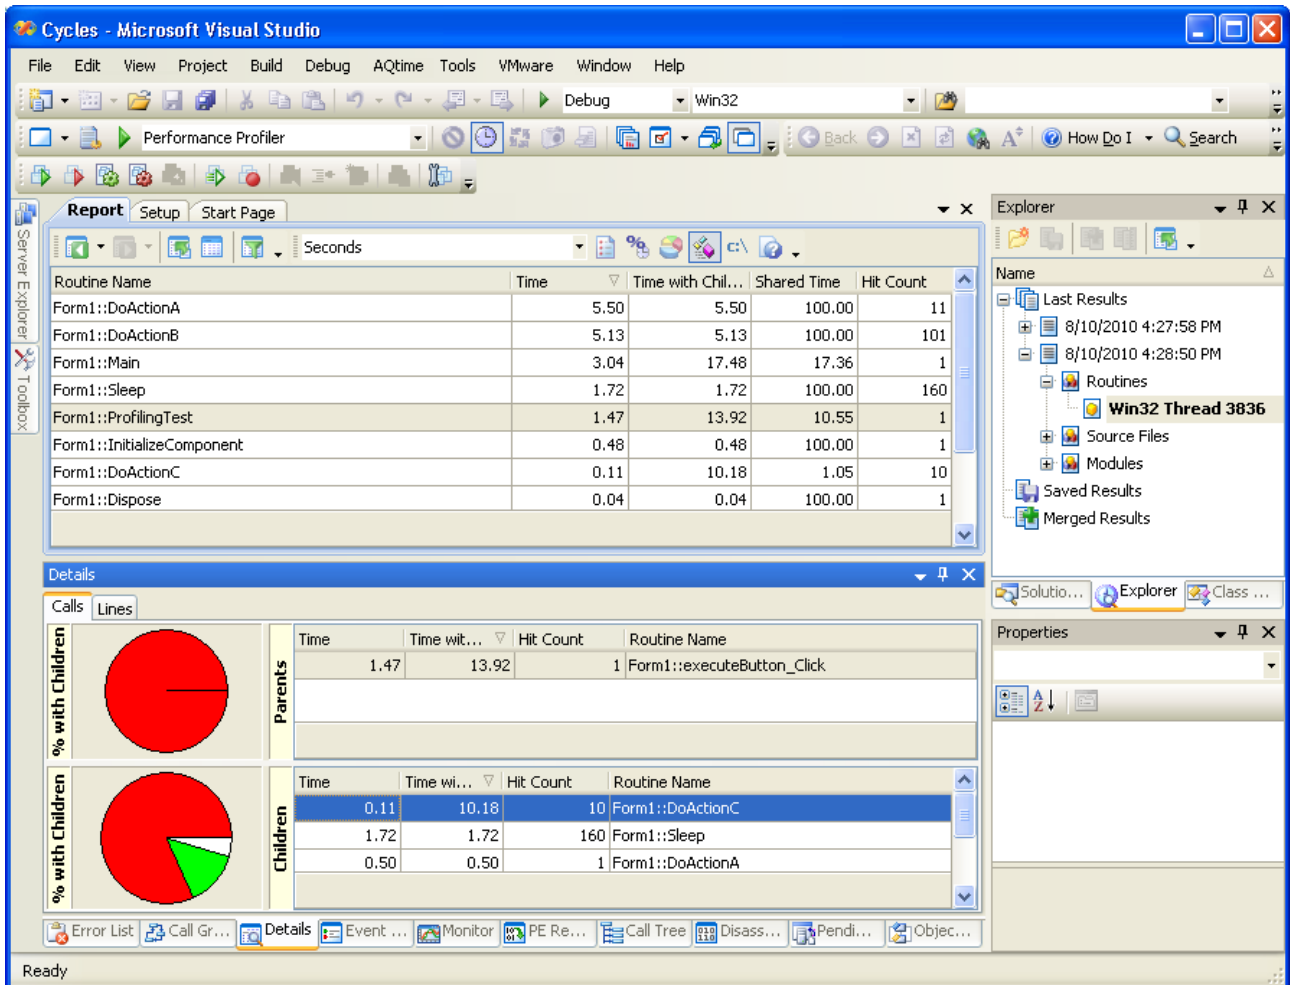 Cycles - Microsoft Visual Studio
File Edit View Project Build Debug AQtime Tools VMware Window Help
Debug Win32
Performance Profiler Back How Do I Search
Server Explorer
Toolbox
Report Setup Start Page
Seconds
Routine Name Time Time with Chil... Shared Time Hit Count
Form1::DoActionA 5.50 5.50 100.00 11
Form1::DoActionB 5.13 5.13 100.00 101
Form1::Main 3.04 17.48 17.36 1
Form1::Sleep 1.72 1.72 100.00 160
Form1::ProfilingTest 1.47 13.92 10.55 1
Form1::InitializeComponent 0.48 0.48 100.00 1
Form1::DoActionC 0.11 10.18 1.05 10
Form1::Dispose 0.04 0.04 100.00 1
Explorer
Name
Last Results
8/10/2010 4:27:58 PM
8/10/2010 4:28:50 PM
Routines
Win32 Thread 3836
Source Files
Modules
Saved Results
Merged Results
Solutio... Explorer Class ...
Properties
Details
Calls Lines
% with Children
Parents
Time Time wit... Hit Count Routine Name
1.47 13.92 1 Form1::executeButton_Click
% with Children
Children
Time Time wi... Hit Count Routine Name
0.11 10.18 10 Form1::DoActionC
1.72 1.72 160 Form1::Sleep
0.50 0.50 1 Form1::DoActionA
Error List Call Gr... Details Event ... Monitor PE Re... Call Tree Disass... Pendi... Objec...
Ready